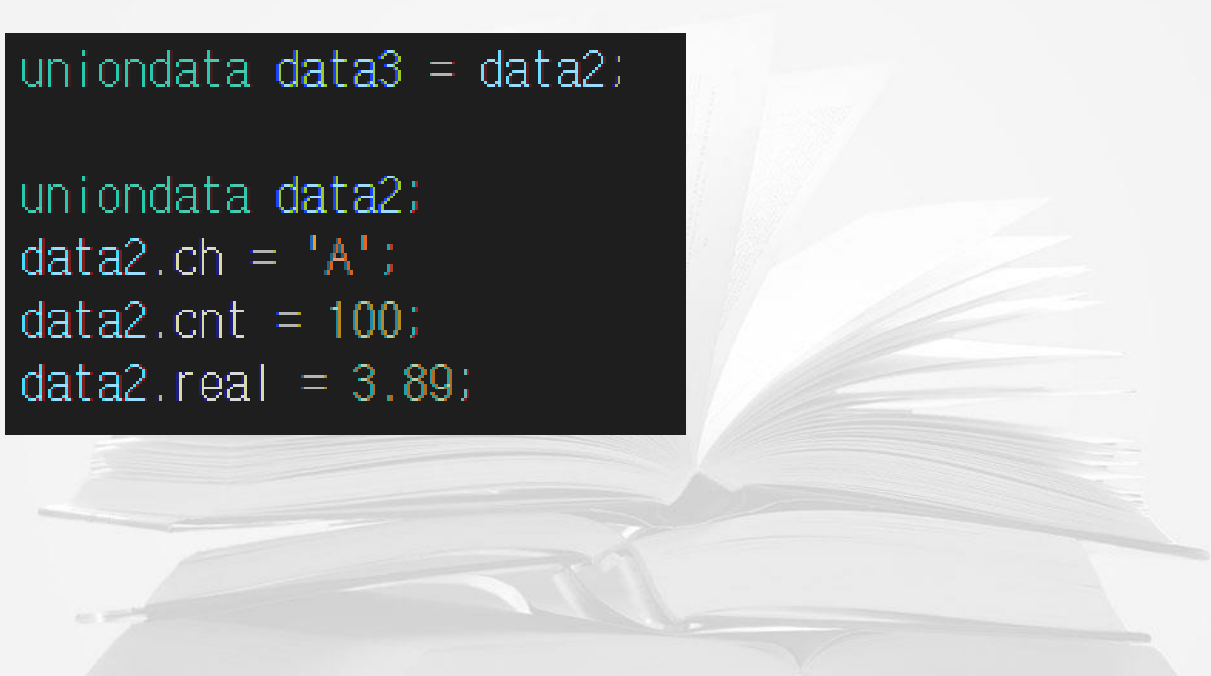 uniondata data3 = data2;
uniondata data2;
data2.ch = 'A';
data2.cnt = 100;
data2.real = 3.89;